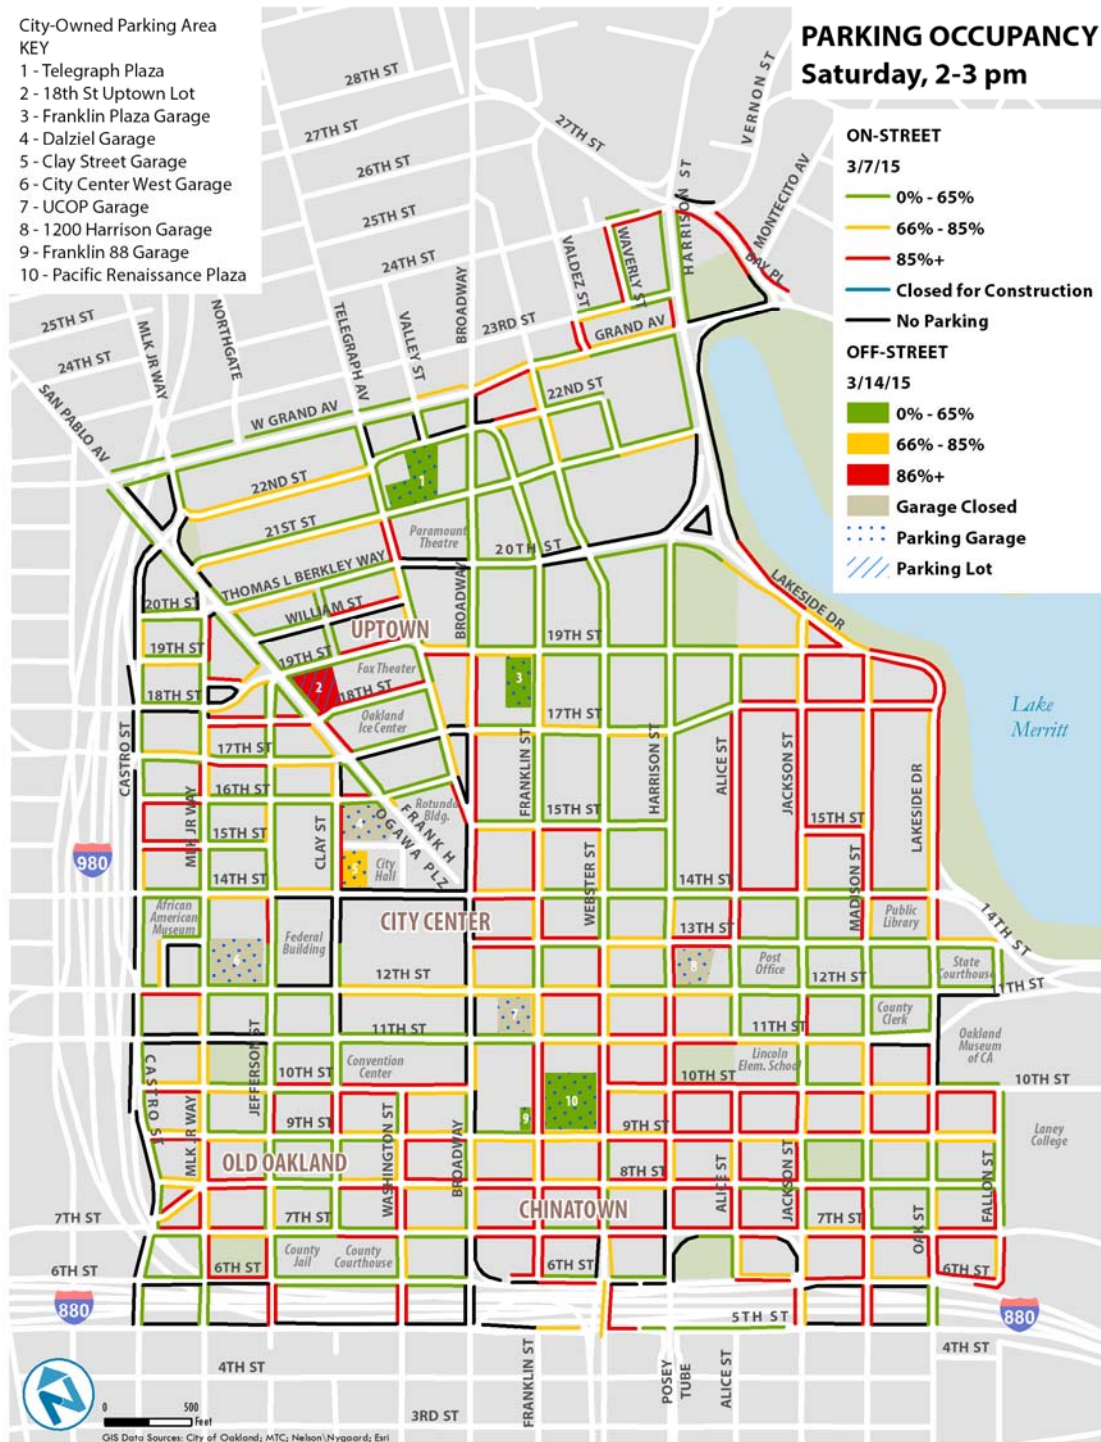 City-Owned Parking Area
KEY
1 - Telegraph Plaza
2 - 18th St Uptown Lot
3 - Franklin Plaza Garage
4 - Dalziel Garage
5 - Clay Street Garage
6 - City Center West Garage
7 - UCOP Garage
8 - 1200 Harrison Garage
9 - Franklin 88 Garage
10 - Pacific Renaissance Plaza
PARKING OCCUPANCY
Saturday, 2-3 pm
ON-STREET
3/7/15
0% - 65%
66% - 85%
85%+
Closed for Construction
No Parking
OFF-STREET
3/14/15
0% - 65%
66% - 85%
86%+
Garage Closed
Parking Garage
Parking Lot
28TH ST
27TH ST
27TH ST
VERNON ST
26TH ST
25TH ST
24TH ST
HARRISON ST
MONTECITO AV
BAY PL
WAVERLY ST
VALDEZ ST
BROADWAY
23RD ST
GRAND AV
VALLEY ST
TELEGRAPH AV
NORTHGATE
MLK JR WAY
25TH ST
24TH ST
SAN PABLO AV
W GRAND AV
22ND ST
22ND ST
21ST ST
1
Paramount
Theatre
20TH ST
THOMAS L BERKLEY WAY
WILLIAM ST
BROADWAY
LAKESIDE DR
20TH ST
UPTOWN
19TH ST
19TH ST
19TH ST
Fox Theater
18TH ST
2
18TH ST
3
Oakland
Ice Center
17TH ST
17TH ST
Lake
Merritt
CASTRO ST
16TH ST
FRANKLIN ST
HARRISON ST
ALICE ST
JACKSON ST
LAKESIDE DR
Rotunda
Bldg.
15TH ST
15TH ST
15TH ST
MLK JR WAY
CLAY ST
FRANK H
OGAWA PLZ
4
5
City
Hall
980
14TH ST
14TH ST
WEBSTER ST
MADISON ST
African
American
Museum
CITY CENTER
13TH ST
Public
Library
14TH ST
Federal
Building
6
12TH ST
8
Post
Office
12TH ST
State
Courthouse
11TH ST
11TH ST
7
11TH ST
County
Clerk
Oakland
Museum
of CA
JEFFERSON ST
CASTRO ST
10TH ST
Convention
Center
10TH ST
Lincoln
Elem. School
10TH ST
MLK JR WAY
9TH ST
WASHINGTON ST
BROADWAY
9
10
9TH ST
Laney
College
OLD OAKLAND
8TH ST
ALICE ST
JACKSON ST
FALLON ST
7TH ST
7TH ST
CHINATOWN
7TH ST
OAK ST
County
Jail
County
Courthouse
6TH ST
6TH ST
6TH ST
6TH ST
880
5TH ST
880
4TH ST
FRANKLIN ST
POSEY
TUBE
ALICE ST
4TH ST
3RD ST
0
500
Feet
GIS Data Sources: City of Oakland; MTC; Nelson\Nygaard; Esri